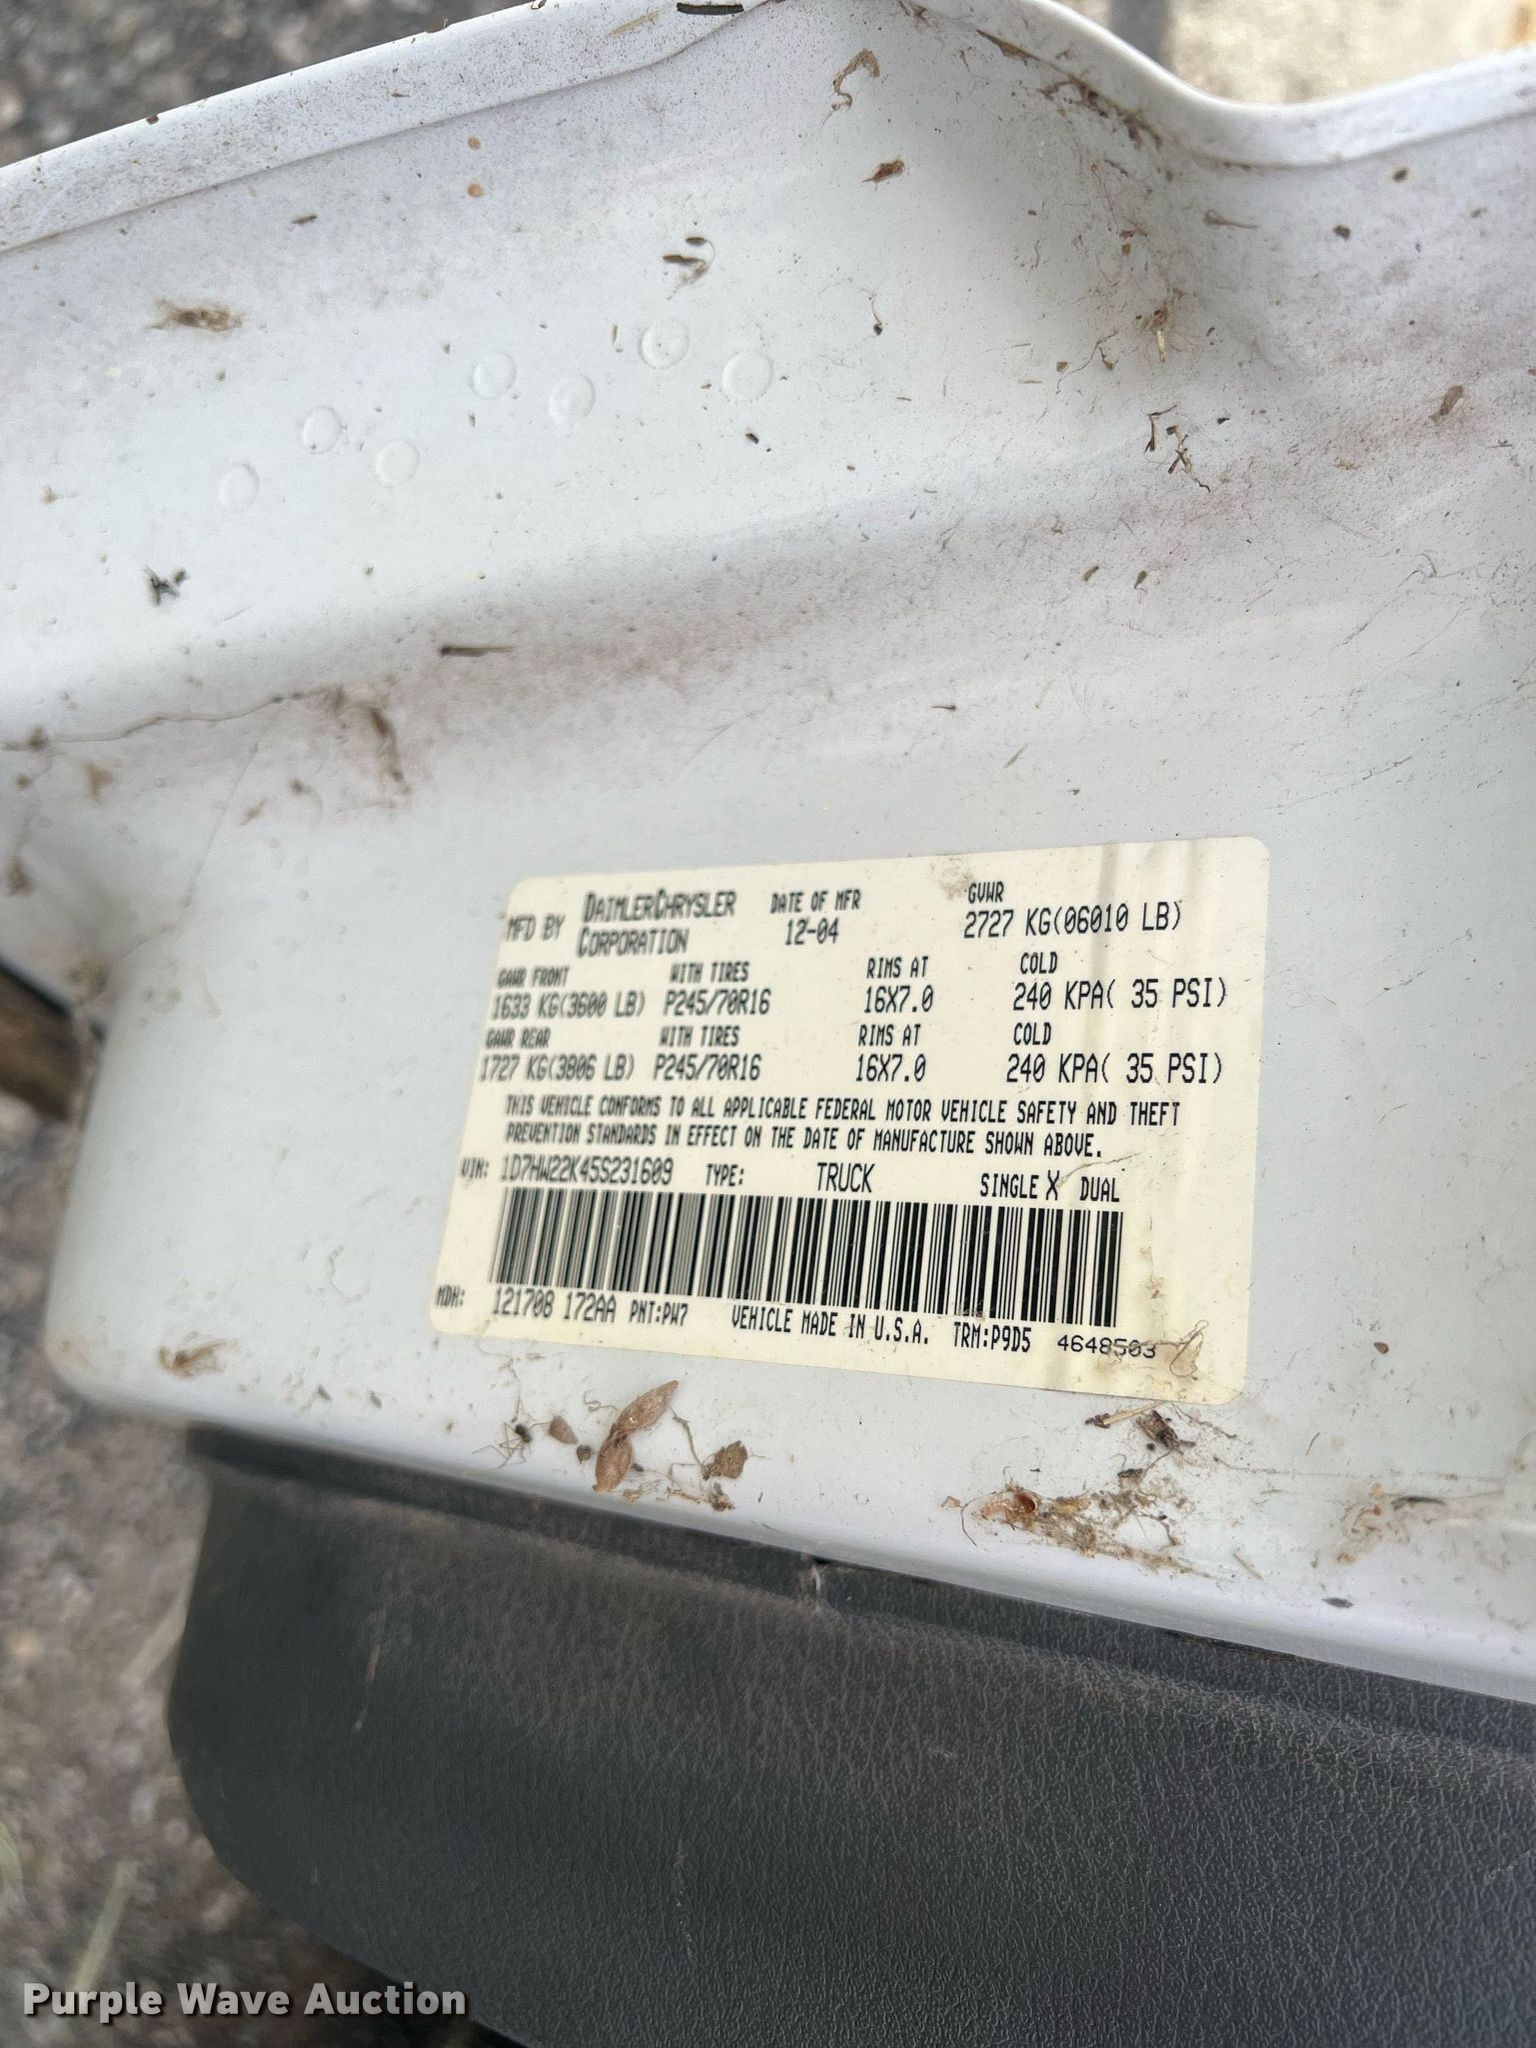 MFD BY DAIMLERCHRYSLER CORPORATION DATE OF MFR 12-04 GVWR 2727 KG(06010 LB)
GAWR FRONT WITH TIRES RIMS AT COLD
1633 KG(3600 LB) P245/70R16 16X7.0 240 KPA( 35 PSI)
GAWR REAR WITH TIRES RIMS AT COLD
1727 KG(3806 LB) P245/70R16 16X7.0 240 KPA( 35 PSI)
THIS VEHICLE CONFORMS TO ALL APPLICABLE FEDERAL MOTOR VEHICLE SAFETY AND THEFT
PREVENTION STANDARDS IN EFFECT ON THE DATE OF MANUFACTURE SHOWN ABOVE.
VIN: 1D7HW22K45S231609 TYPE: TRUCK SINGLE X DUAL
MDH: 121708 172AA PNT:PW7 VEHICLE MADE IN U.S.A. TRM:P9D5 4648503
Purple Wave Auction